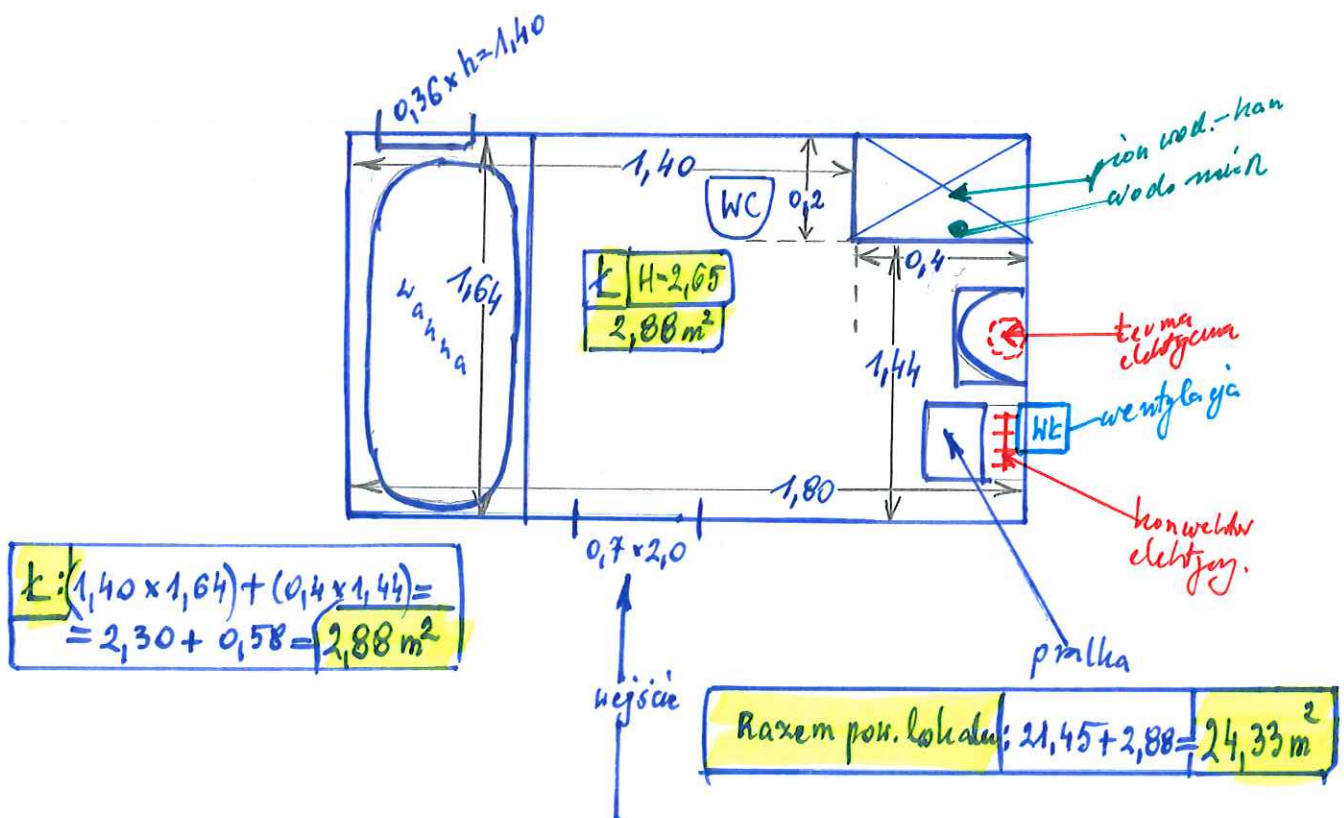 0,36 x h=1,40
1,40
WC
0,2
pion wod.-kan
wodomierz
0,4
wanna
1,64
Ł H=2,65
2,88 m²
1,44
terma
elektryczna
WŁ
wentylacja
1,80
konwektor
elektrycz.
0,7 x 2,0
Ł: (1,40 x 1,64) + (0,4 x 1,44) =
= 2,30 + 0,58 = 2,88 m²
wejście
pralka
Razem pow. lokalu: 21,45 + 2,88 = 24,33 m²